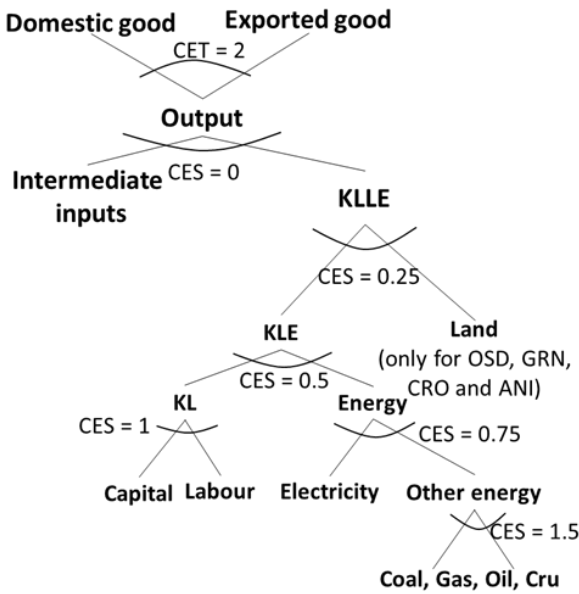 Domestic good
Exported good
CET = 2
Output
Intermediate
inputs
CES = 0
KLLE
CES = 0.25
KLE
Land
(only for OSD, GRN,
CRO and ANI)
CES = 0.5
KL
Energy
CES = 1
CES = 0.75
Capital
Labour
Electricity
Other energy
CES = 1.5
Coal, Gas, Oil, Cru